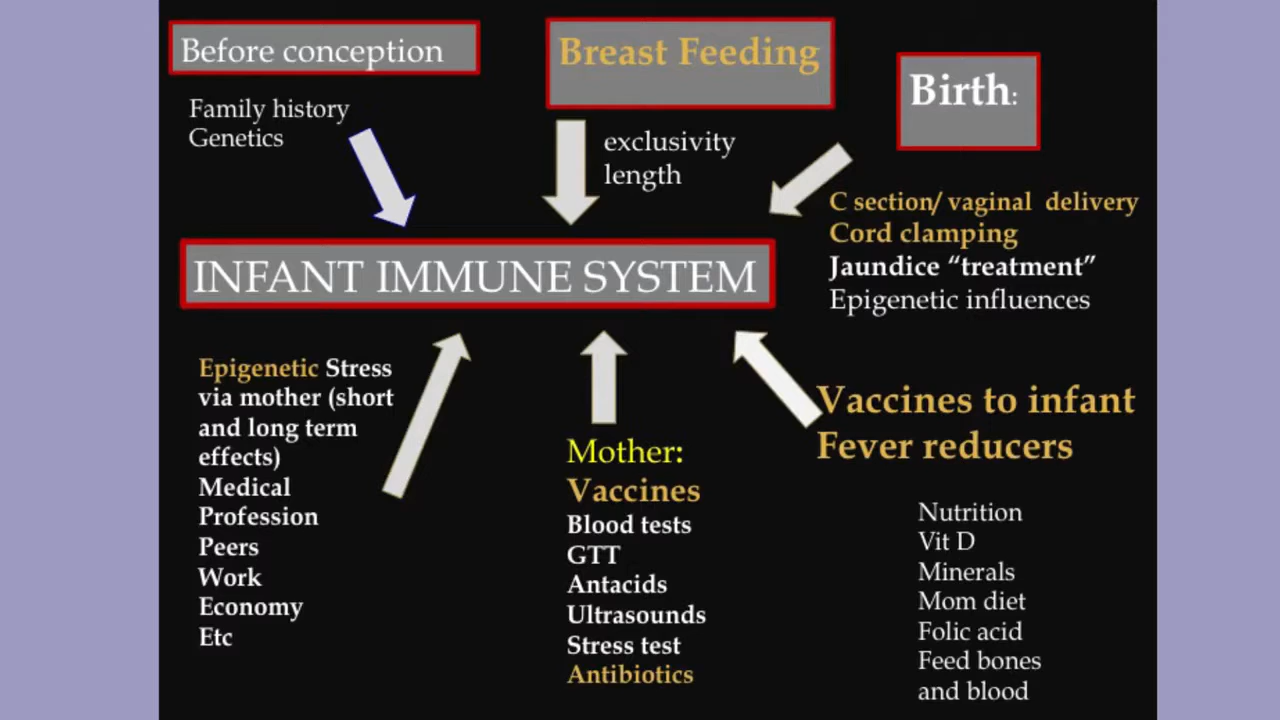 Before conception
Family history
Genetics
Breast Feeding
exclusivity
length
Birth:
C section/ vaginal delivery
Cord clamping
Jaundice “treatment”
Epigenetic influences
INFANT IMMUNE SYSTEM
Epigenetic Stress
via mother (short
and long term
effects)
Medical
Profession
Peers
Work
Economy
Etc
Mother:
Vaccines
Blood tests
GTT
Antacids
Ultrasounds
Stress test
Antibiotics
Vaccines to infant
Fever reducers
Nutrition
Vit D
Minerals
Mom diet
Folic acid
Feed bones
and blood